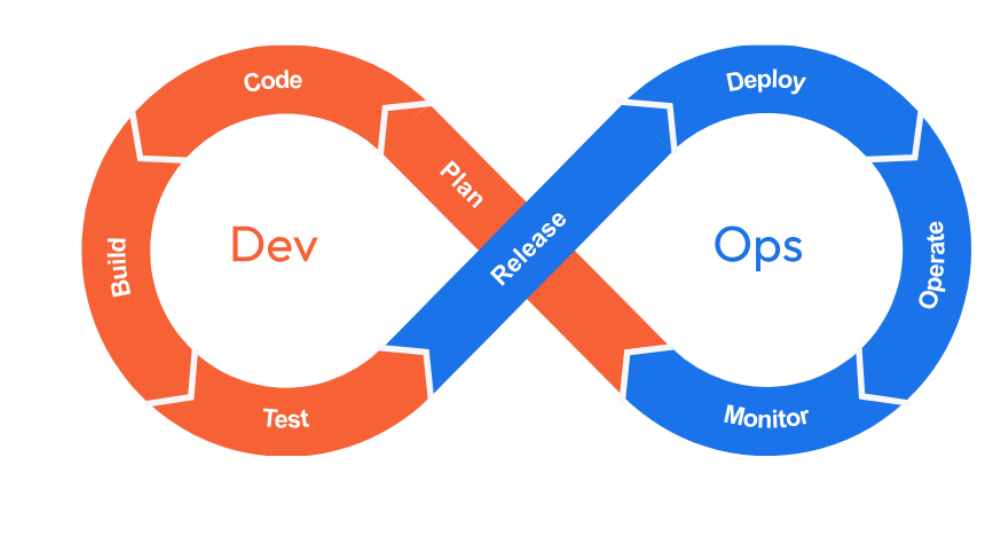 Code
Deploy
Plan
Build
Dev
Release
Ops
Operate
Test
Monitor